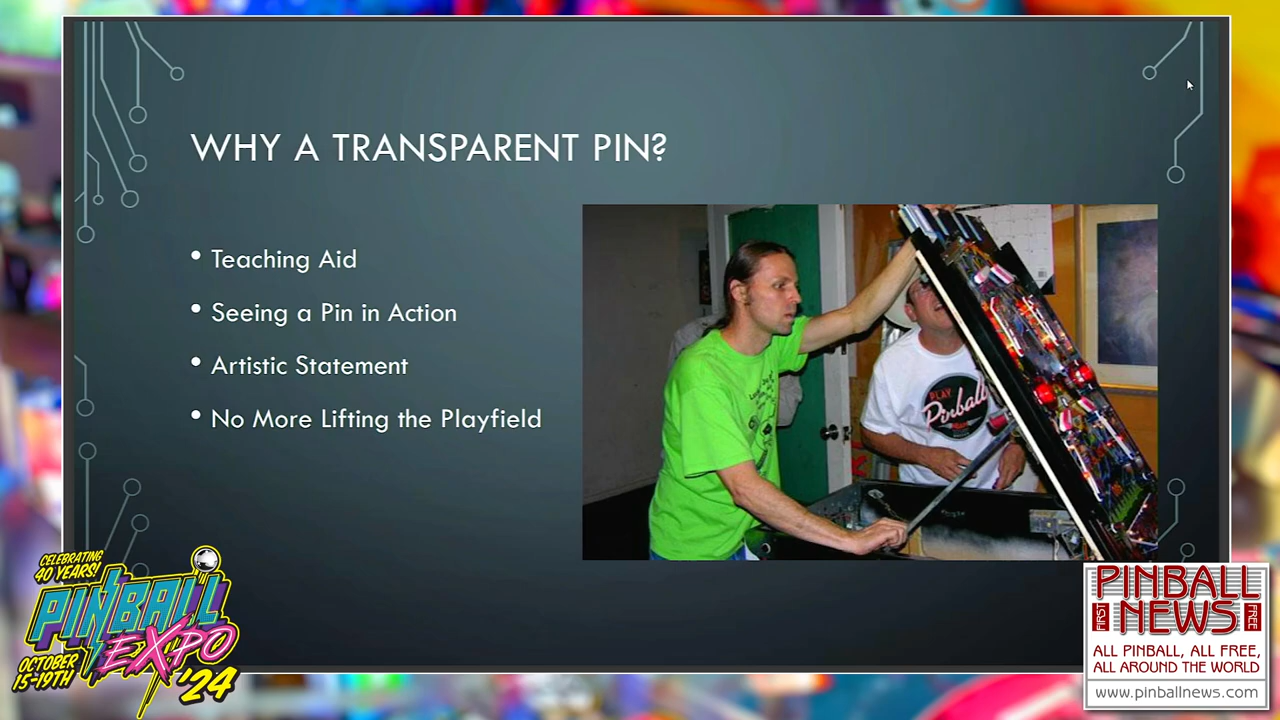 WHY A TRANSPARENT PIN?
• Teaching Aid
• Seeing a Pin in Action
• Artistic Statement
• No More Lifting the Playfield
PLAY
Pinball
CELEBRATING
40 YEARS!
PINBALL
EXPO
OCTOBER
15-19TH
'24
PINBALL
FIRST NEWS FREE
ALL PINBALL, ALL FREE,
ALL AROUND THE WORLD
www.pinballnews.com